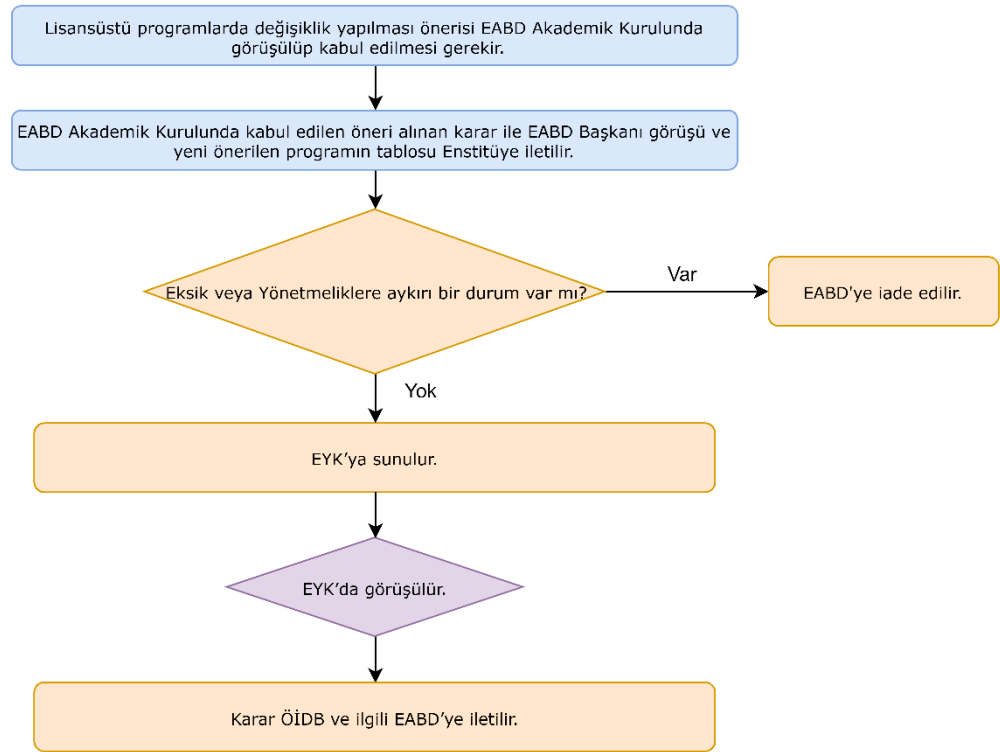 Lisansüstü programlarda değişiklik yapılması önerisi EABD Akademik Kurulunda
görüşülüp kabul edilmesi gerekir.
EABD Akademik Kurulunda kabul edilen öneri alınan karar ile EABD Başkanı görüşü ve
yeni önerilen programın tablosu Enstitüye iletilir.
Eksik veya Yönetmeliklere aykırı bir durum var mı?
Var
EABD'ye iade edilir.
Yok
EYK’ya sunulur.
EYK’da görüşülür.
Karar ÖİDB ve ilgili EABD’ye iletilir.